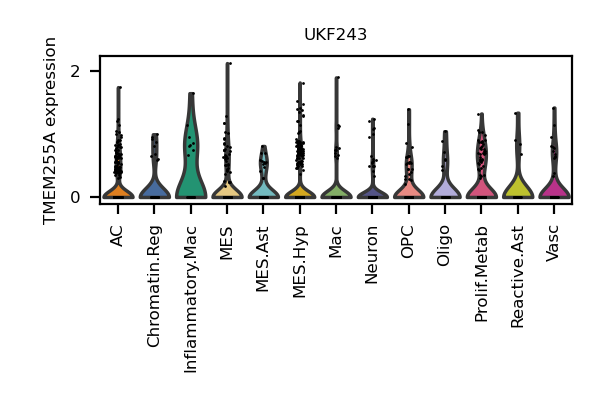 UKF243
TMEM255A expression
2
0
AC
Chromatin.Reg
Inflammatory.Mac
MES
MES.Ast
MES.Hyp
Mac
Neuron
OPC
Oligo
Prolif.Metab
Reactive.Ast
Vasc